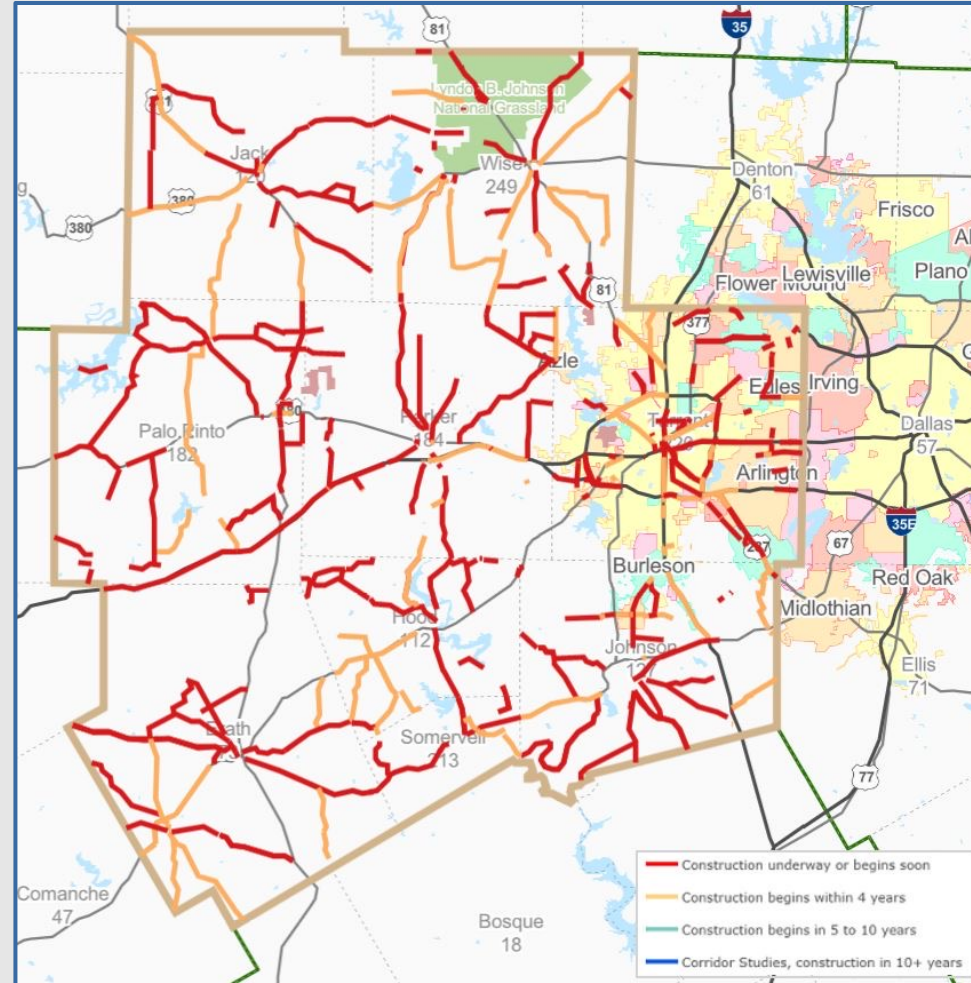 81
35
Lyndon B. Johnson
National Grassland
Jack
380
380
Wise
249
Denton
61
Frisco
Plano
Lewisville
Flower Mound
81
377
Azle
Euless
Irving
Parker
184
Palo Pinto
182
Dallas
57
Arlington
35E
67
287
Burleson
Red Oak
Midlothian
Hood
112
Johnson
Ellis
71
Erath
Somervell
213
77
Comanche
47
Bosque
18
Construction underway or begins soon
Construction begins within 4 years
Construction begins in 5 to 10 years
Corridor Studies, construction in 10+ years